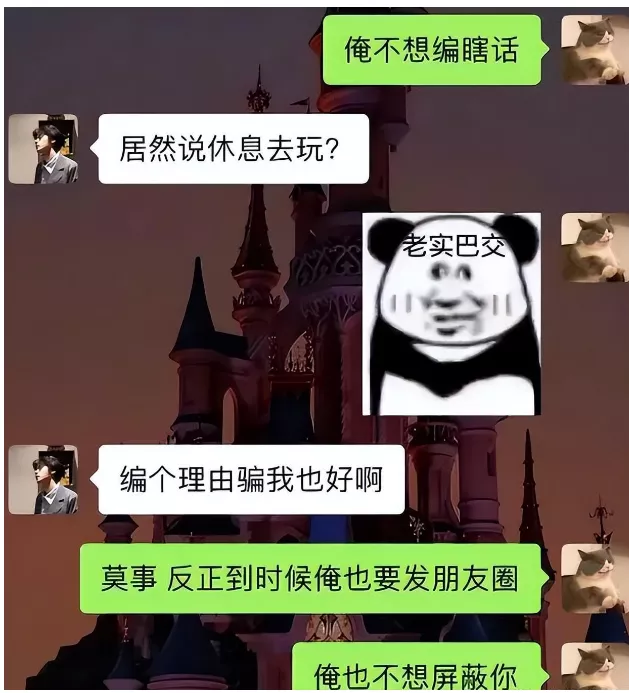 俺不想编瞎话
居然说休息去玩?
老实巴交
编个理由骗我也好啊
莫事 反正到时候俺也要发朋友圈
俺也不想屏蔽你